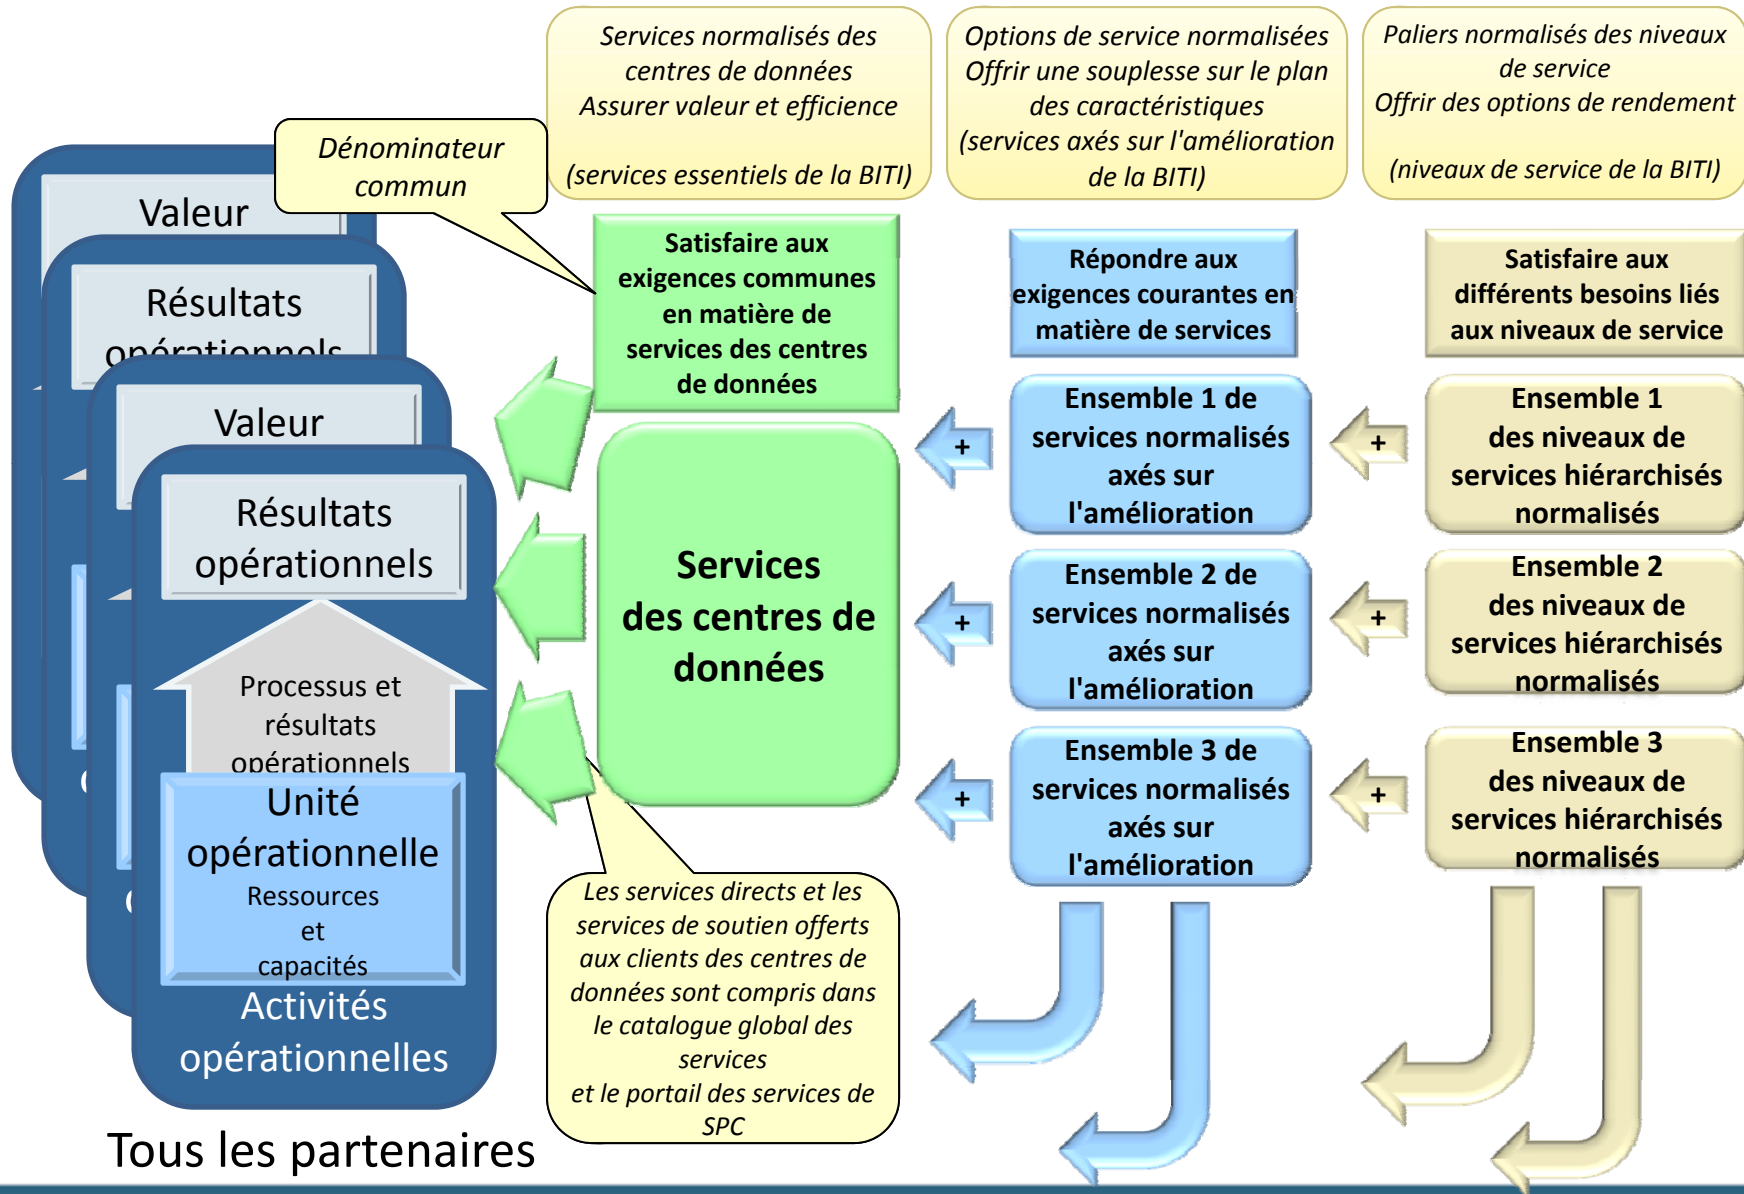 Services normalisés des
centres de données
Assurer valeur et efficience
(services essentiels de la BITI)
Options de service normalisées
Offrir une souplesse sur le plan
des caractéristiques
(services axés sur l'amélioration
de la BITI)
Paliers normalisés des niveaux
de service
Offrir des options de rendement
(niveaux de service de la BITI)
Dénominateur
commun
Valeur
Résultats
opérationnels
Valeur
Résultats
opérationnels
Processus et
résultats
opérationnels
Unité
opérationnelle
Ressources
et
capacités
Activités
opérationnelles
Tous les partenaires
Satisfaire aux
exigences communes
en matière de
services des centres
de données
Services
des centres de
données
Les services directs et les
services de soutien offerts
aux clients des centres de
données sont compris dans
le catalogue global des
services
et le portail des services de
SPC
Répondre aux
exigences courantes en
matière de services
+
Ensemble 1 de
services normalisés
axés sur
l'amélioration
+
Ensemble 2 de
services normalisés
axés sur
l'amélioration
+
Ensemble 3 de
services normalisés
axés sur
l'amélioration
Satisfaire aux
différents besoins liés
aux niveaux de service
+
Ensemble 1
des niveaux de
services hiérarchisés
normalisés
+
Ensemble 2
des niveaux de
services hiérarchisés
normalisés
+
Ensemble 3
des niveaux de
services hiérarchisés
normalisés